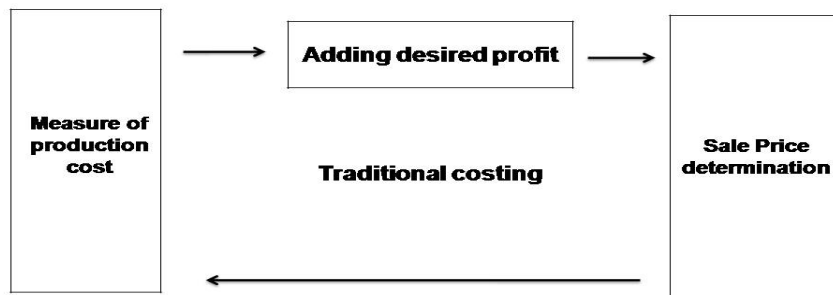 Adding desired profit
Measure of
production
cost
Traditional costing
Sale Price
determination